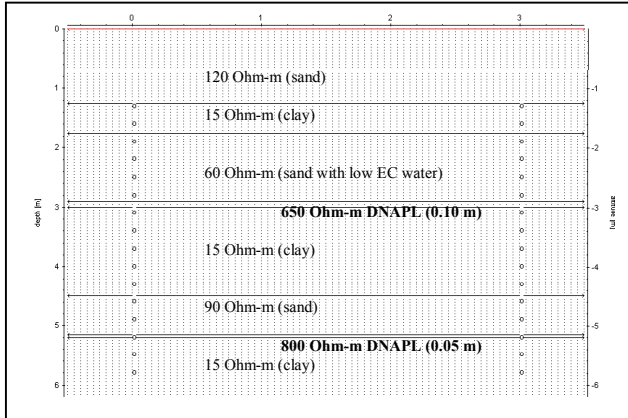 0 1 2 3
0
120 Ohm-m (sand)
1 -1
15 Ohm-m (clay)
2 -2
60 Ohm-m (sand with low EC water)
3 -3
650 Ohm-m DNAPL (0.10 m)
depth [m]
15 Ohm-m (clay)
4 -4
90 Ohm-m (sand)
5 -5
800 Ohm-m DNAPL (0.05 m)
15 Ohm-m (clay)
6 -6